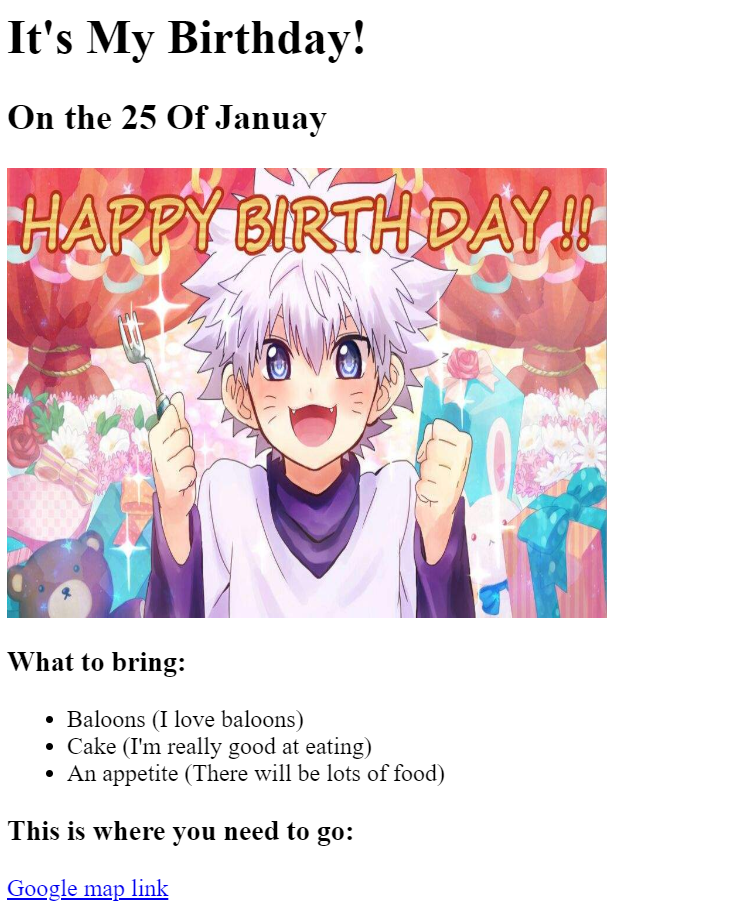 It's My Birthday!
On the 25 Of Januay
HAPPY BIRTH DAY !!
What to bring:
Baloons (I love baloons)
Cake (I'm really good at eating)
An appetite (There will be lots of food)
This is where you need to go:
Google map link